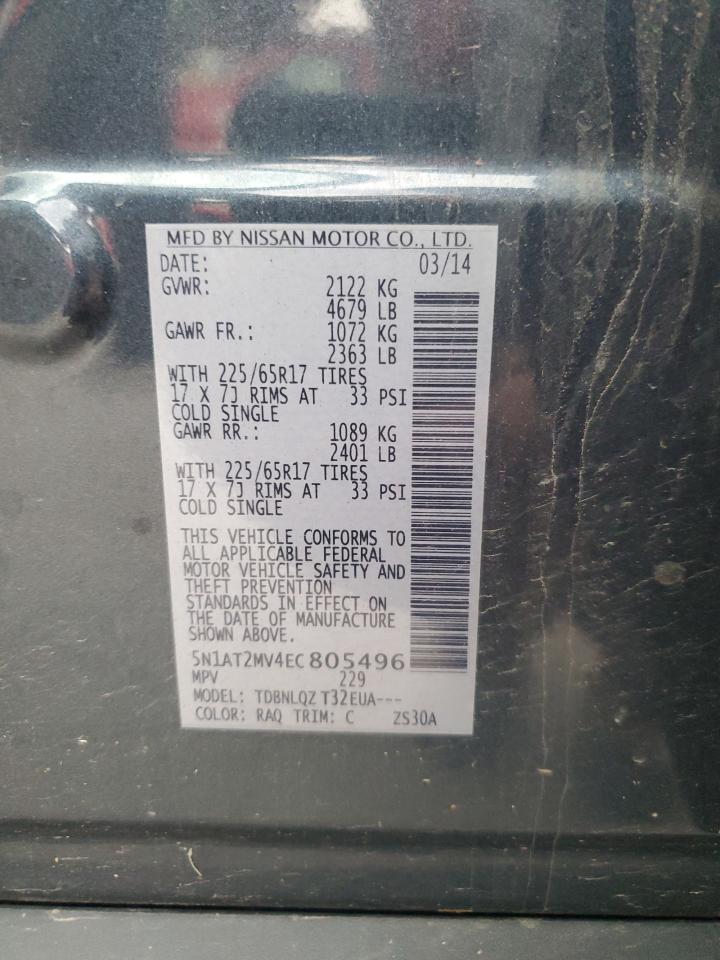 MFD BY NISSAN MOTOR CO., LTD.
DATE: 03/14
GVWR: 2122 KG
4679 LB
GAWR FR.: 1072 KG
2363 LB
WITH 225/65R17 TIRES
17 X 7J RIMS AT 33 PSI
COLD SINGLE
GAWR RR.: 1089 KG
2401 LB
WITH 225/65R17 TIRES
17 X 7J RIMS AT 33 PSI
COLD SINGLE
THIS VEHICLE CONFORMS TO
ALL APPLICABLE FEDERAL
MOTOR VEHICLE SAFETY AND
THEFT PREVENTION
STANDARDS IN EFFECT ON
THE DATE OF MANUFACTURE
SHOWN ABOVE.
5N1AT2MV4EC805496
MPV 229
MODEL: TDBNLQZ T32EUA---
COLOR: RAQ TRIM: C ZS30A